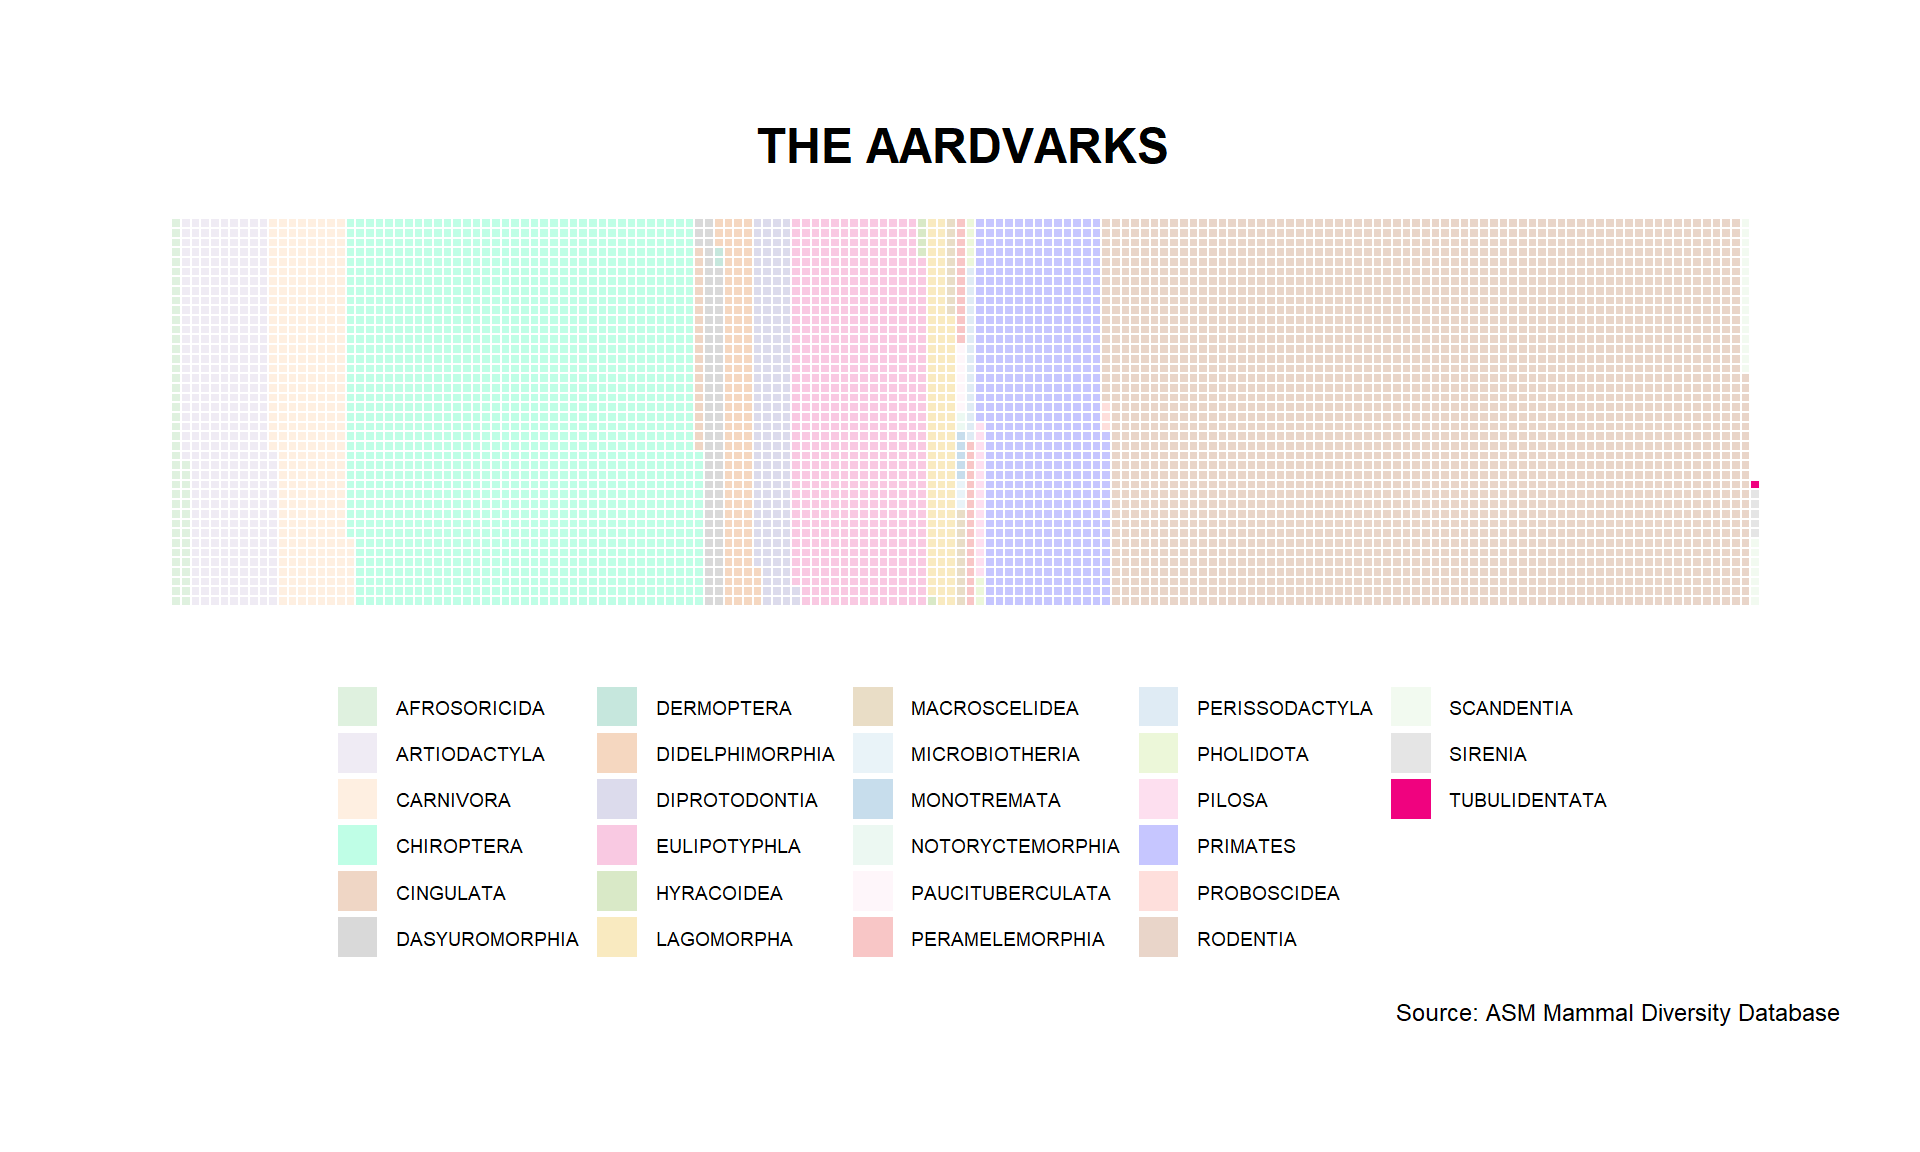 THE AARDVARKS
AFROSORICIDA
ARTIODACTYLA
CARNIVORA
CHIROPTERA
CINGULATA
DASYUROMORPHIA
DERMOPTERA
DIDELPHIMORPHIA
DIPROTODONTIA
EULIPOTYPHLA
HYRACOIDEA
LAGOMORPHA
MACROSCELIDEA
MICROBIOTHERIA
MONOTREMATA
NOTORYCTEMORPHIA
PAUCITUBERCULATA
PERAMELEMORPHIA
PERISSODACTYLA
PHOLIDOTA
PILOSA
PRIMATES
PROBOSCIDEA
RODENTIA
SCANDENTIA
SIRENIA
TUBULIDENTATA
Source: ASM Mammal Diversity Database